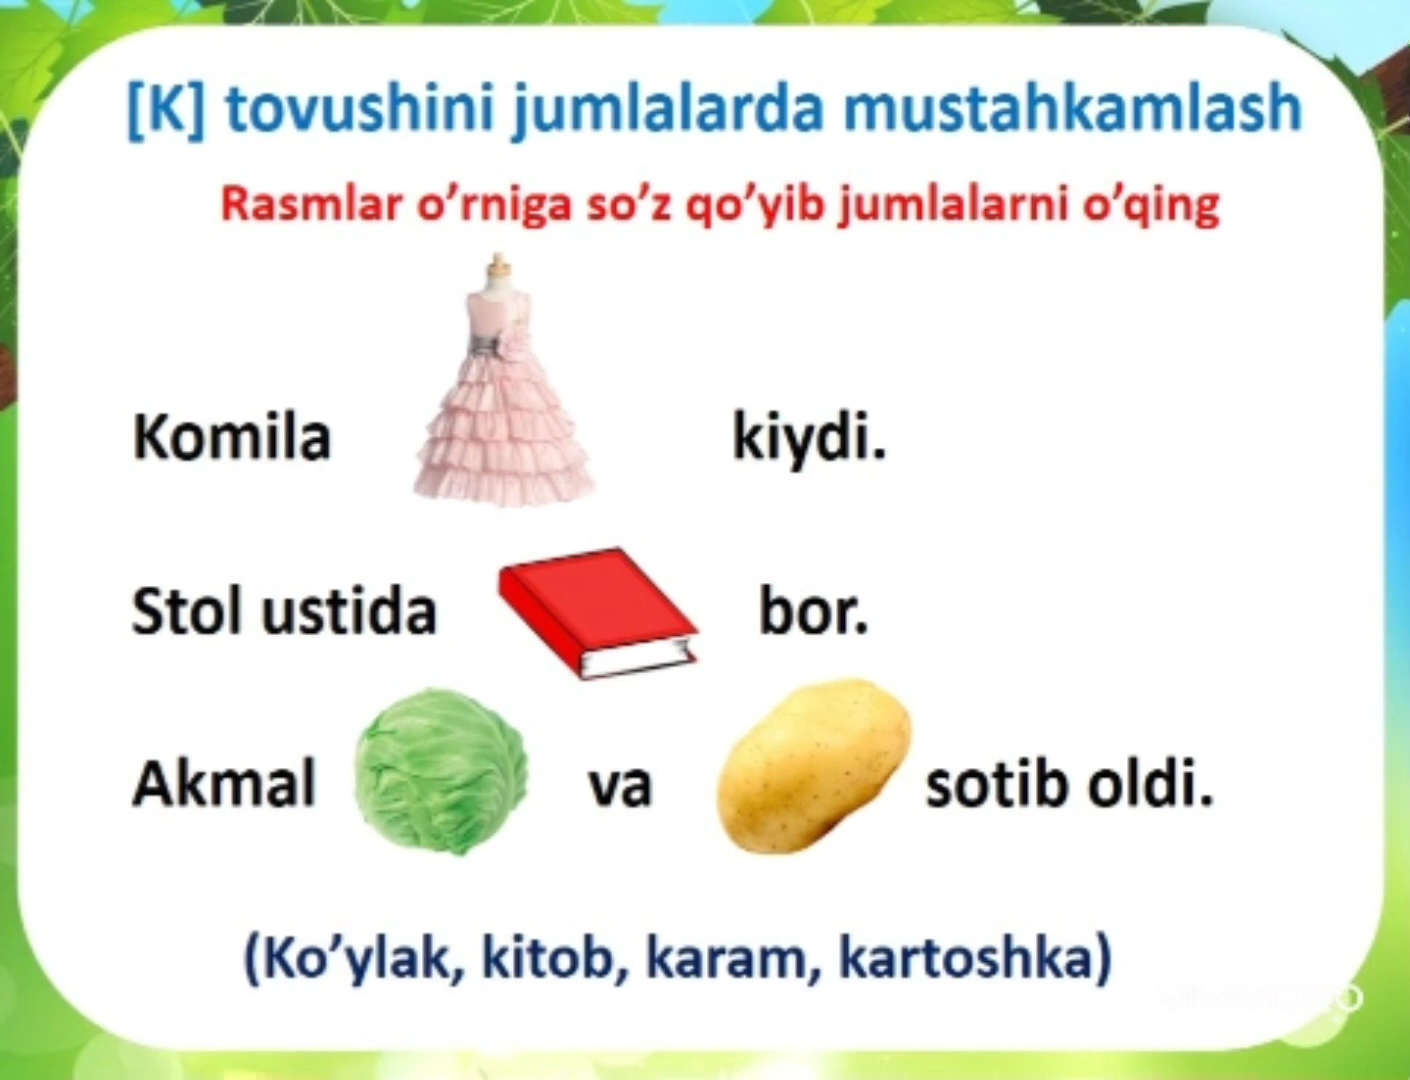 [K] tovushini jumlalarda mustahkamlash
Rasmlar o’rniga so’z qo’yib jumlalarni o’qing
Komila kiydi.
Stol ustida bor.
Akmal va sotib oldi.
(Ko’ylak, kitob, karam, kartoshka)